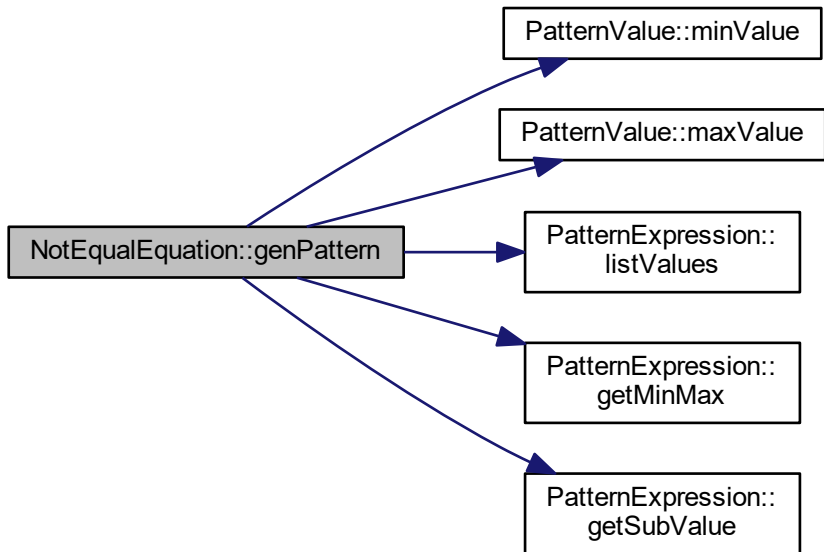 PatternValue::minValue
PatternValue::maxValue
NotEqualEquation::genPattern
PatternExpression::
listValues
PatternExpression::
getMinMax
PatternExpression::
getSubValue